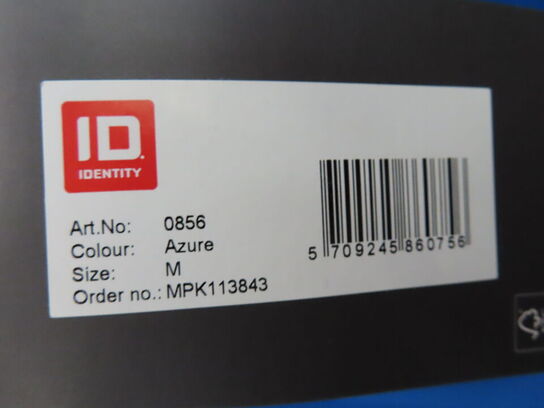 ID.
IDENTITY
Art.No: 0856
Colour: Azure
Size: M
Order no.: MPK113843
5 709245 860756